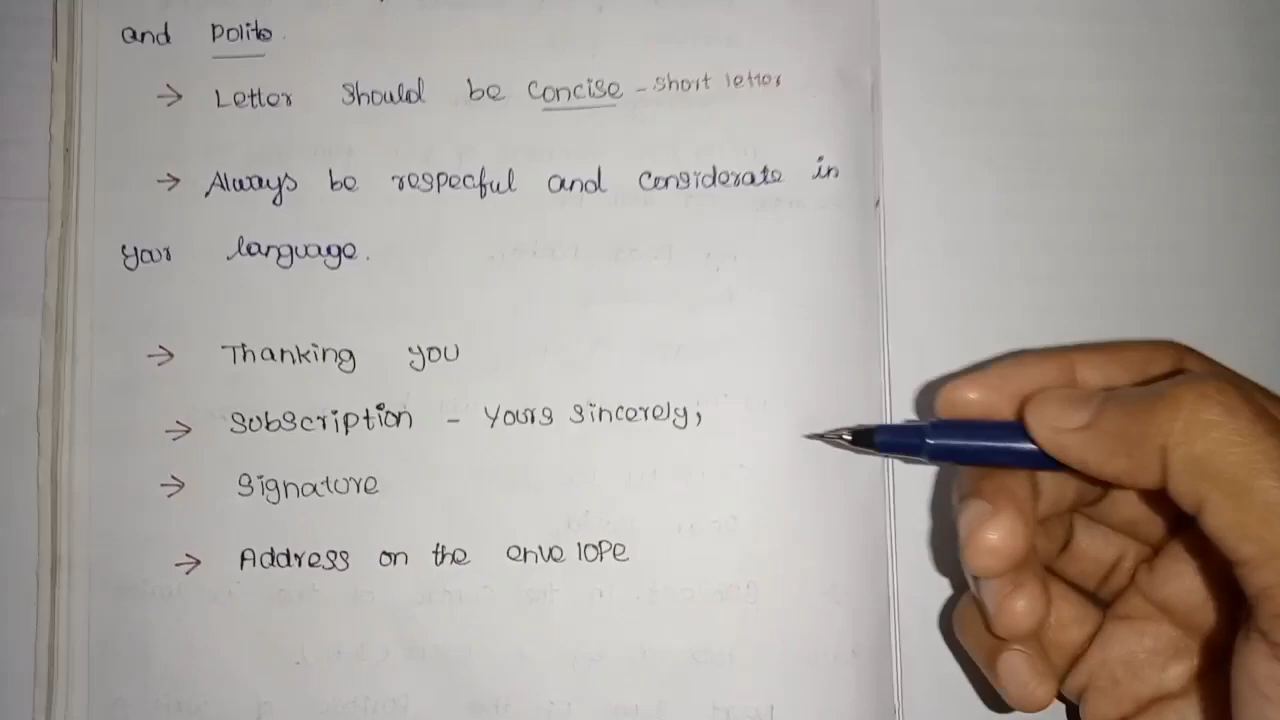 and Polite.
→ Letter should be concise - short letter
→ Always be respecful and considerate in
your language.
→ Thanking you
→ Subscription - Yours sincerely,
→ Signature
→ Address on the envelope